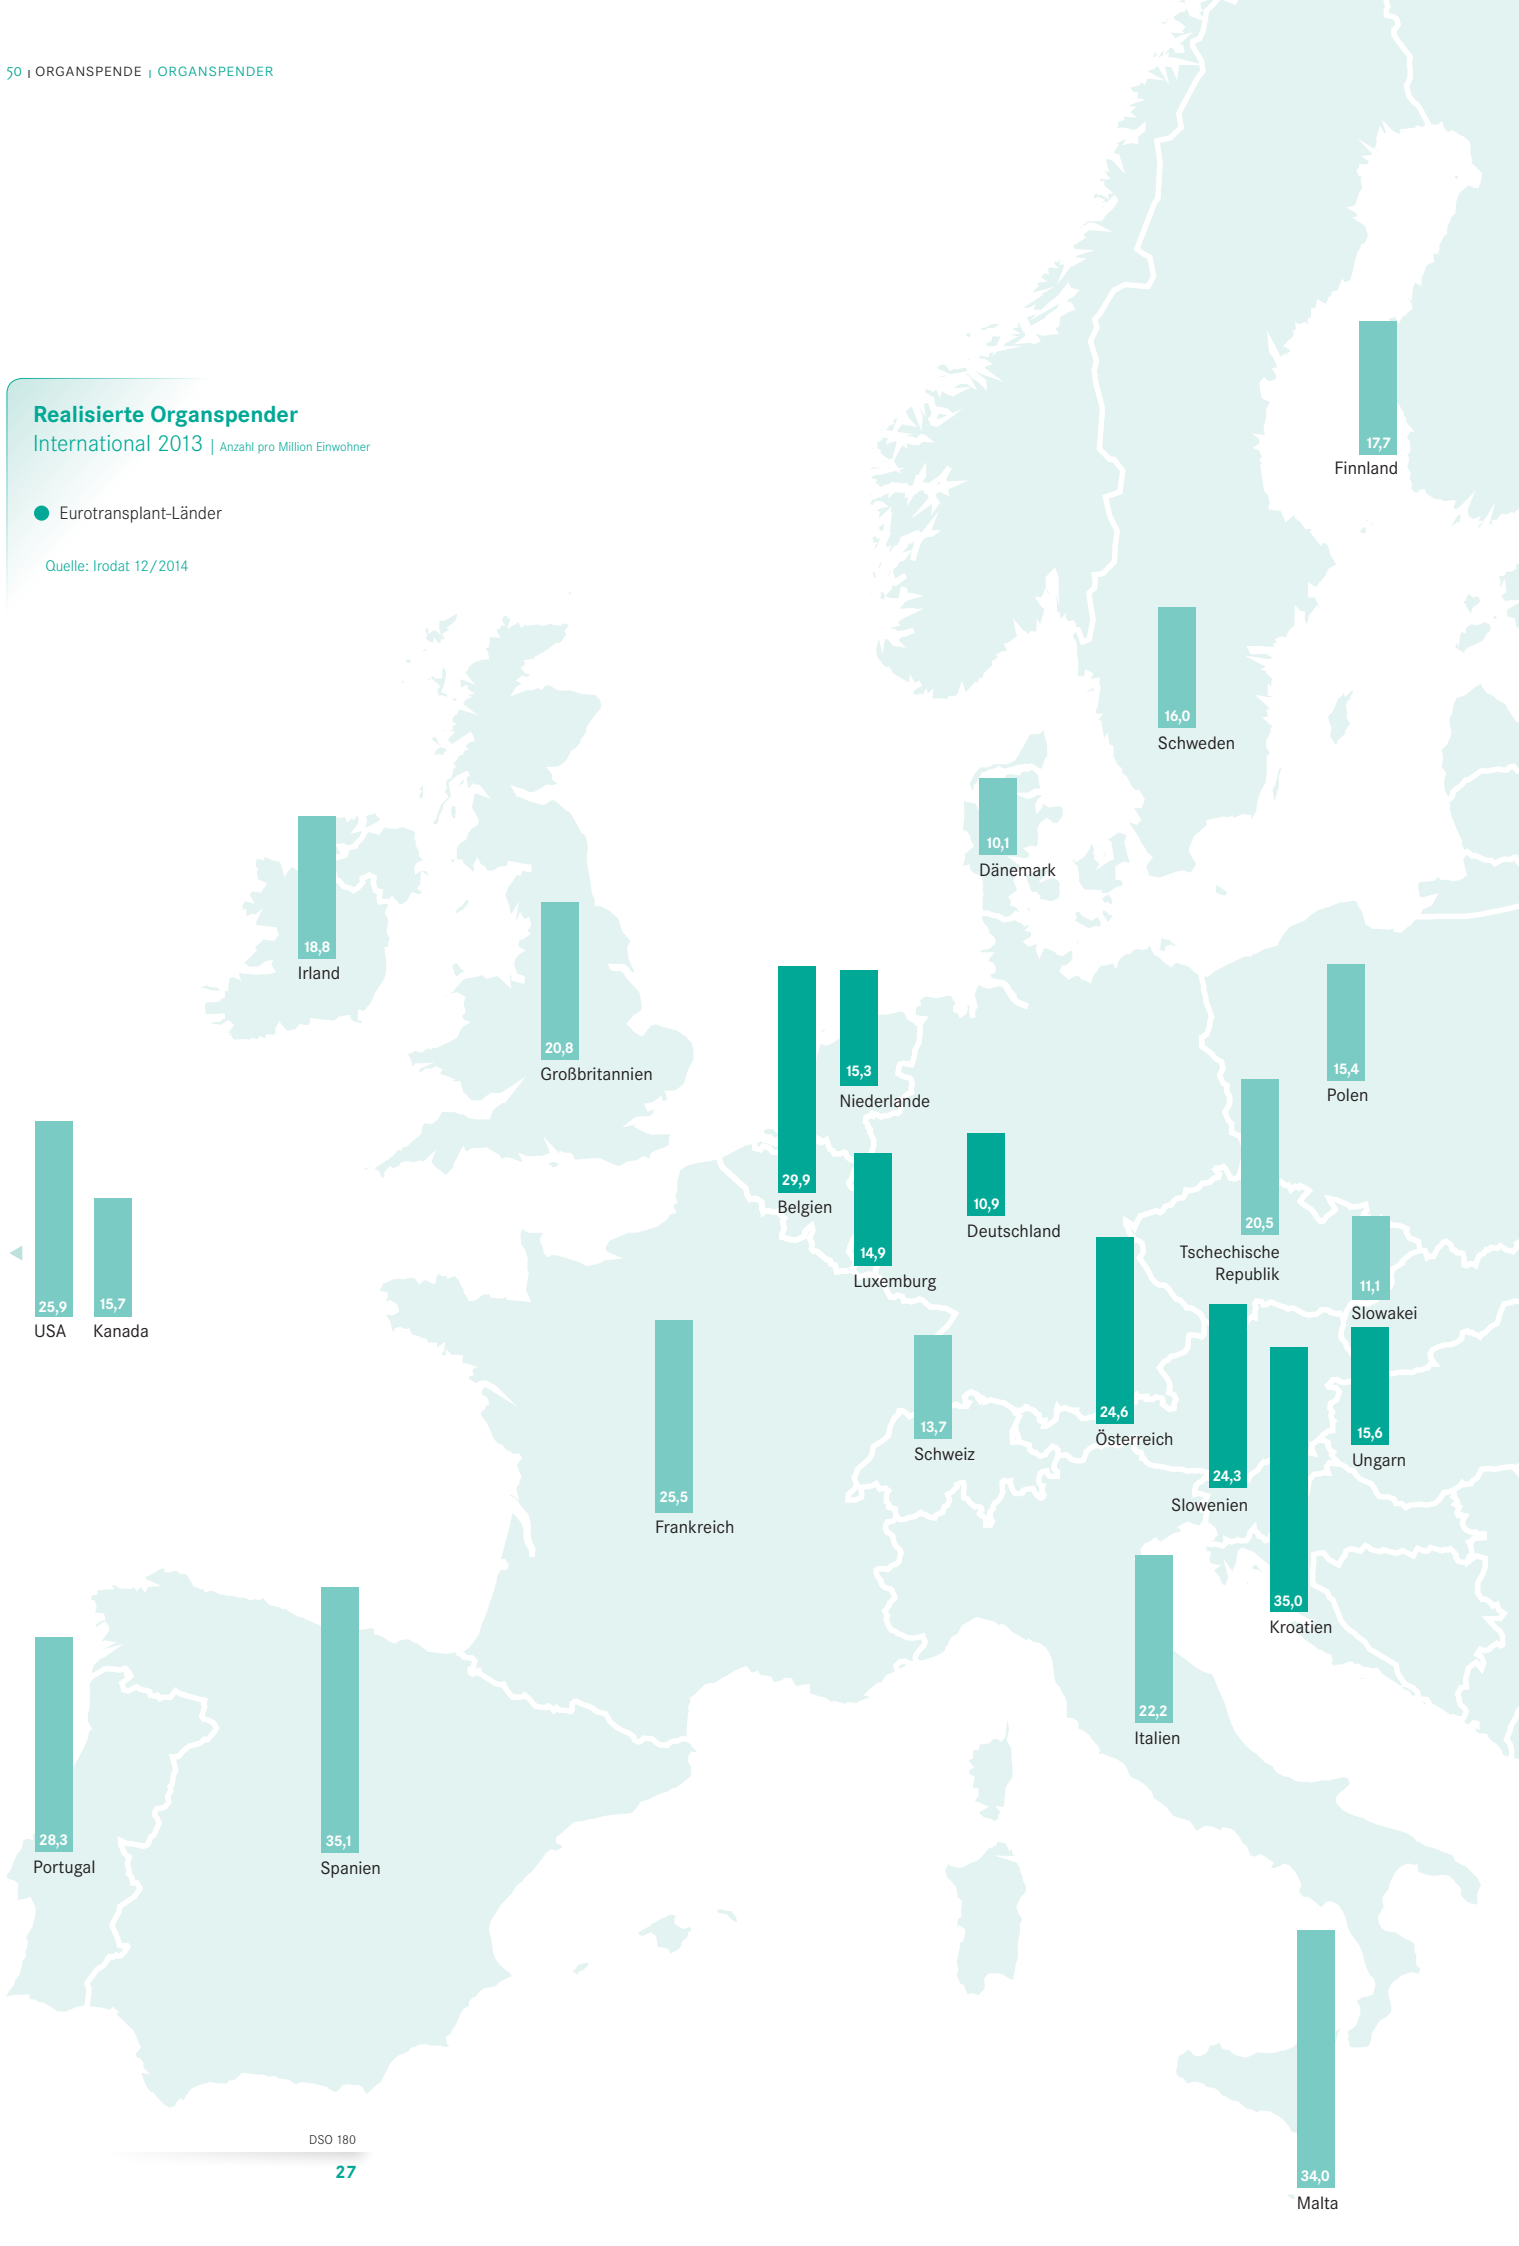 50 | ORGANSPENDE | ORGANSPENDER
Realisierte Organspender
International 2013 | Anzahl pro Million Einwohner
Eurotransplant-Länder
Quelle: Irodat 12/2014
17,7
Finnland
16,0
Schweden
10,1
Dänemark
18,8
Irland
20,8
Großbritannien
15,3
Niederlande
15,4
Polen
29,9
Belgien
10,9
Deutschland
20,5
Tschechische
Republik
14,9
Luxemburg
11,1
Slowakei
25,9
USA
15,7
Kanada
24,6
Österreich
13,7
Schweiz
15,6
Ungarn
24,3
Slowenien
25,5
Frankreich
35,0
Kroatien
22,2
Italien
28,3
Portugal
35,1
Spanien
DSO 180
27
34,0
Malta